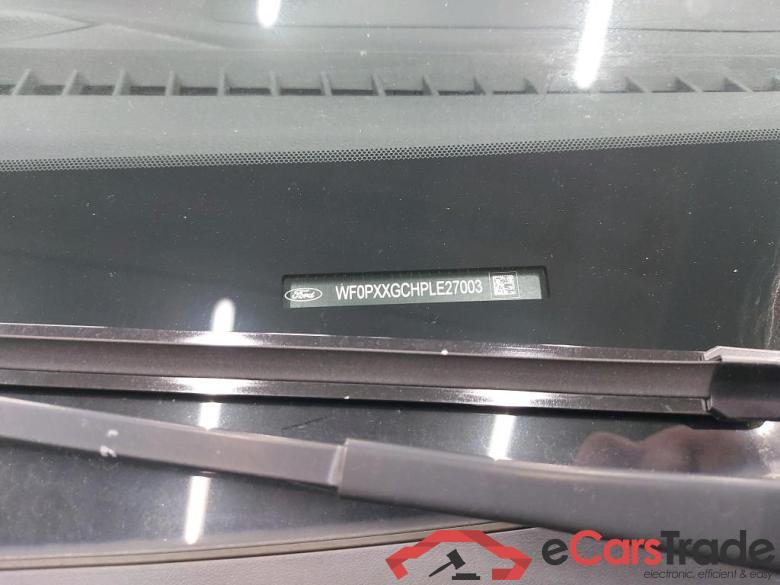 Ford WF0PXXGCHPLE27003
eCarsTrade
electronic, efficient & easy